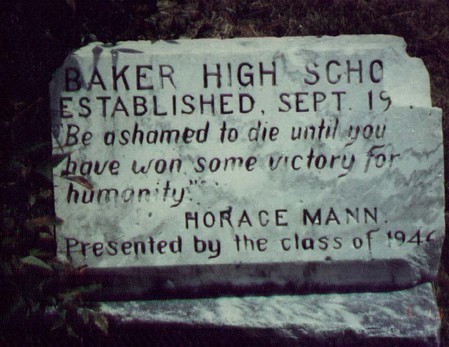 BAKER HIGH SCHO
ESTABLISHED, SEPT. 19
"Be ashamed to die until you
have won some victory for
humanity."
HORACE MANN.
Presented by the class of 1946